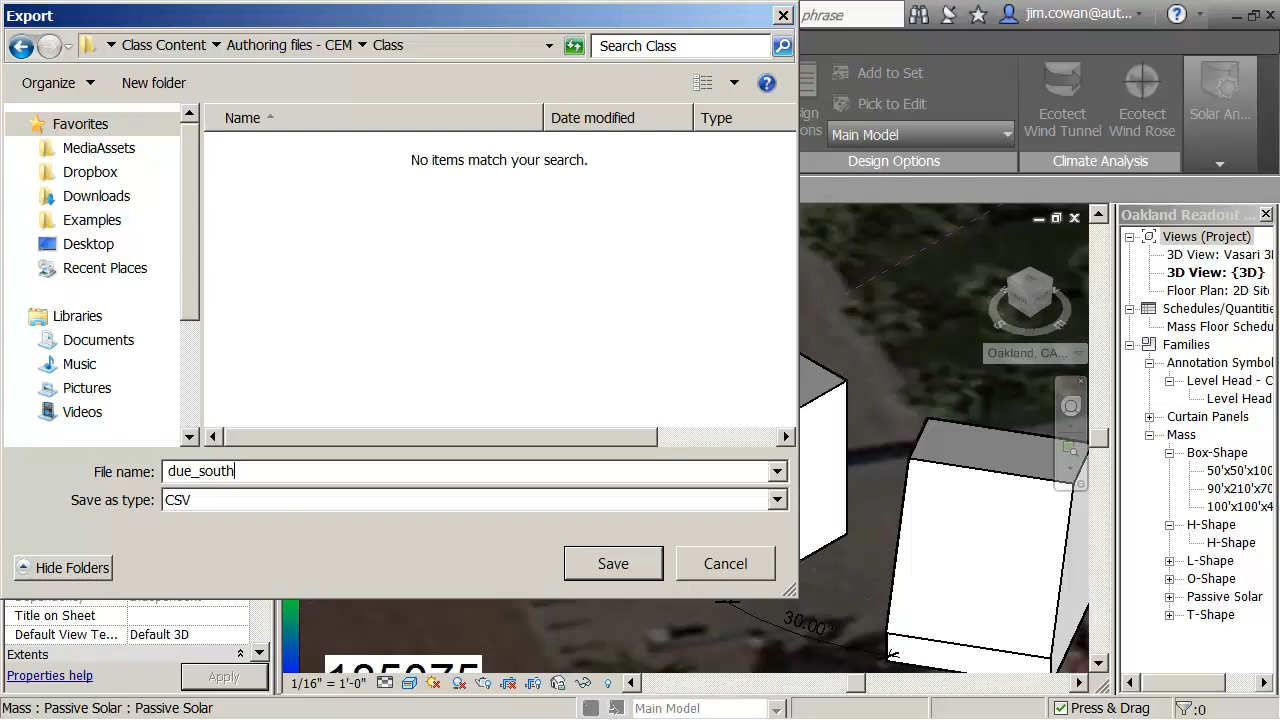 Export
phrase
jim.cowan@aut...
Class Content
Authoring files - CEM
Class
Search Class
Organize
New folder
Add to Set
Pick to Edit
Main Model
Design Options
Ecotect
Wind Tunnel
Ecotect
Wind Rose
Climate Analysis
Solar An...
Favorites
MediaAssets
Dropbox
Downloads
Examples
Desktop
Recent Places
Libraries
Documents
Music
Pictures
Videos
Name
Date modified
Type
No items match your search.
File name:
due_south
Save as type:
CSV
Hide Folders
Save
Cancel
Oakland, CA...
30.00°
Oakland Readout ...
Views (Project)
3D View: Vasari 3
3D View: {3D}
Floor Plan: 2D Sit
Schedules/Quantitie
Mass Floor Schedu
Families
Annotation Symbo
Level Head - C
Level Head
Curtain Panels
Mass
Box-Shape
50'x50'x100
90'x210'x70
100'x100'x4
H-Shape
H-Shape
L-Shape
O-Shape
Passive Solar
T-Shape
Title on Sheet
Default View Te...
Default 3D
Extents
Properties help
Apply
1/16" = 1'-0"
Mass : Passive Solar : Passive Solar
Main Model
Press & Drag
:0